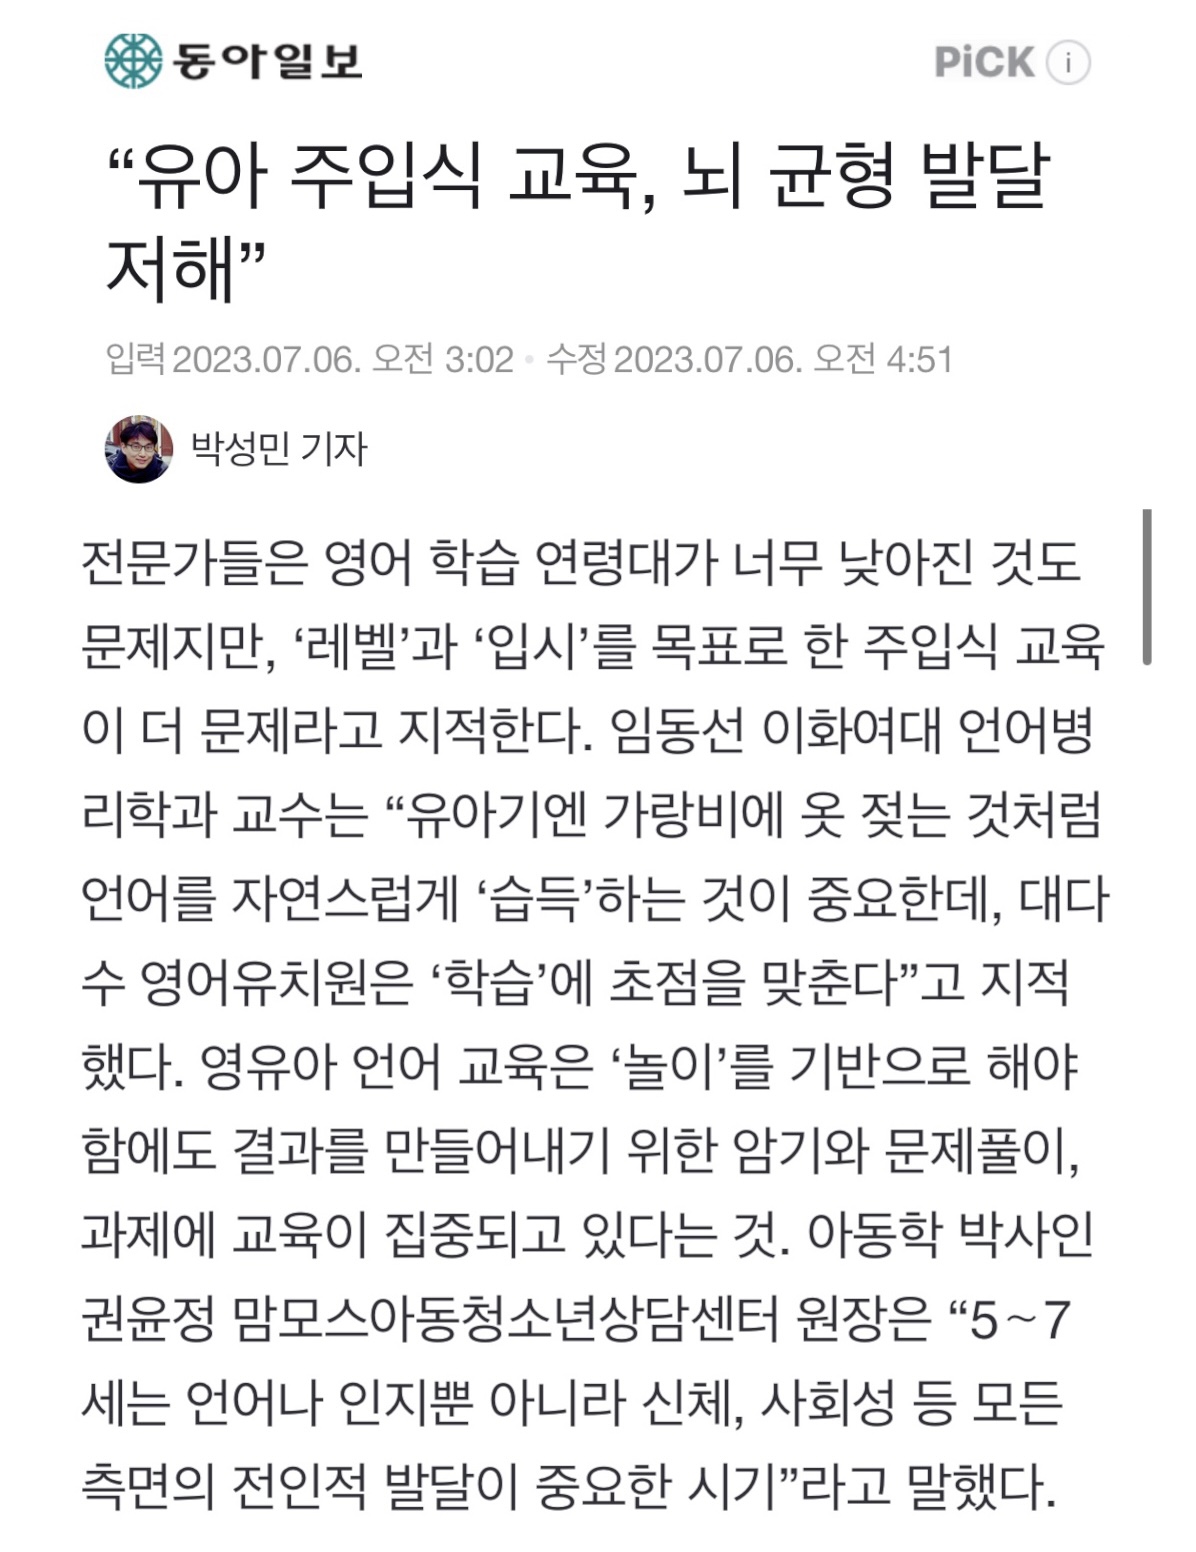 동아일보
PiCK i
“유아 주입식 교육, 뇌 균형 발달
저해”
입력 2023.07.06. 오전 3:02 • 수정 2023.07.06. 오전 4:51
박성민 기자
전문가들은 영어 학습 연령대가 너무 낮아진 것도
문제지만, ‘레벨’과 ‘입시’를 목표로 한 주입식 교육
이 더 문제라고 지적한다. 임동선 이화여대 언어병
리학과 교수는 “유아기엔 가랑비에 옷 젖는 것처럼
언어를 자연스럽게 ‘습득’하는 것이 중요한데, 대다
수 영어유치원은 ‘학습’에 초점을 맞춘다”고 지적
했다. 영유아 언어 교육은 ‘놀이’를 기반으로 해야
함에도 결과를 만들어내기 위한 암기와 문제풀이,
과제에 교육이 집중되고 있다는 것. 아동학 박사인
권윤정 맘모스아동청소년상담센터 원장은 “5∼7
세는 언어나 인지뿐 아니라 신체, 사회성 등 모든
측면의 전인적 발달이 중요한 시기”라고 말했다.